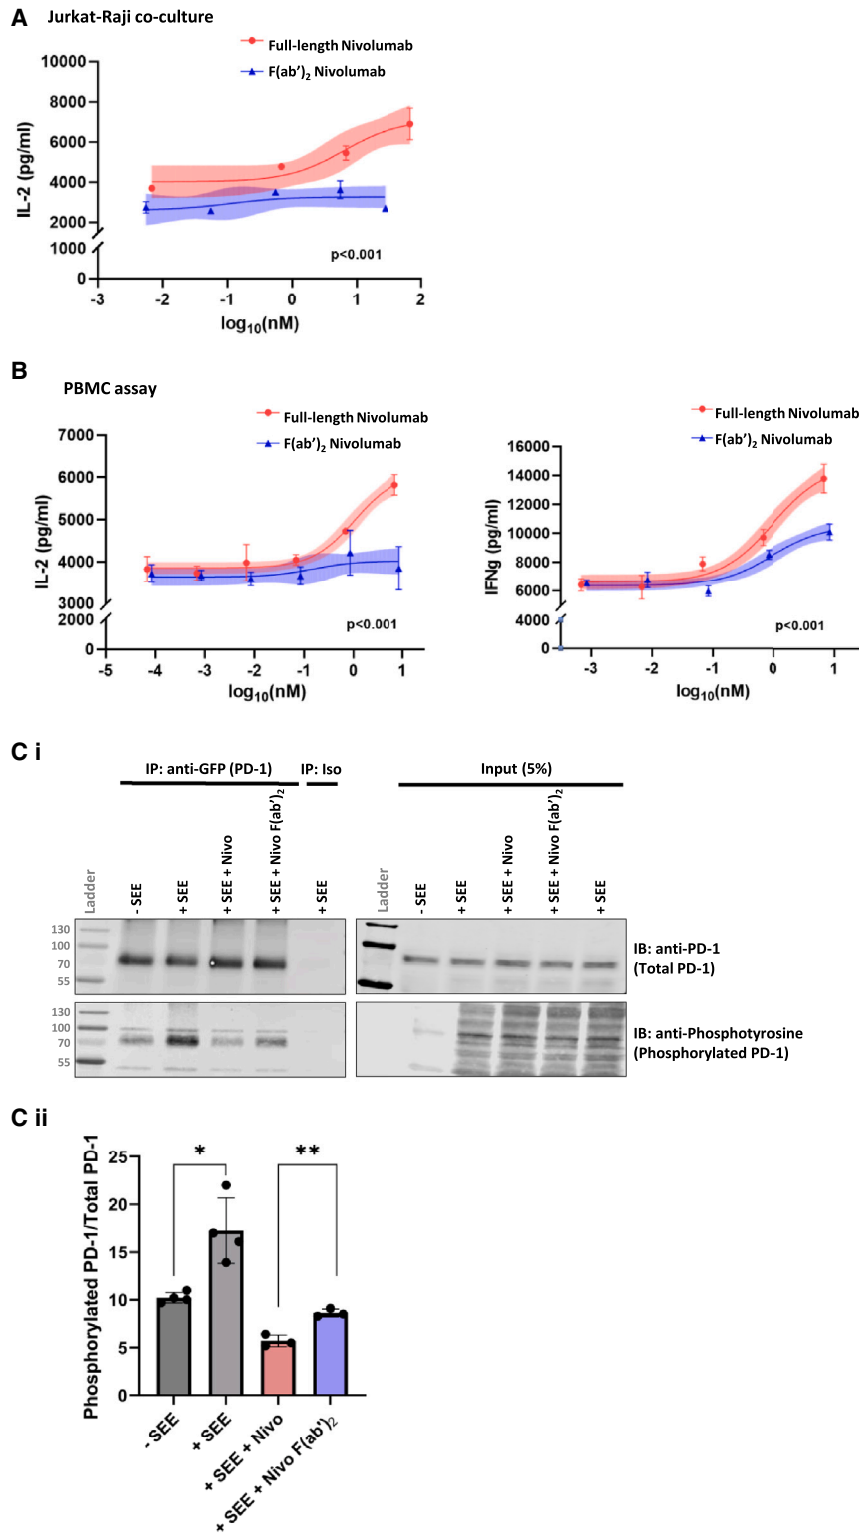 A Jurkat-Raji co-culture
Full-length Nivolumab
F(ab')₂ Nivolumab
10000
8000
6000
4000
2000
1000
0
IL-2 (pg/ml)
p<0.001
-3 -2 -1 0 1 2
log₁₀(nM)
B
PBMC assay
Full-length Nivolumab
F(ab')₂ Nivolumab
7000
6000
5000
4000
3000
2000
0
IL-2 (pg/ml)
p<0.001
-5 -4 -3 -2 -1 0 1
log₁₀(nM)
Full-length Nivolumab
F(ab')₂ Nivolumab
16000
14000
12000
10000
8000
6000
4000
0
IFNg (pg/ml)
p<0.001
-3 -2 -1 0 1
log₁₀(nM)
C i
IP: anti-GFP (PD-1) IP: Iso Input (5%)
Ladder
- SEE
+ SEE
+ SEE + Nivo
+ SEE + Nivo F(ab')₂
+ SEE
Ladder
- SEE
+ SEE
+ SEE + Nivo
+ SEE + Nivo F(ab')₂
+ SEE
130
100
70
55
IB: anti-PD-1
(Total PD-1)
130
100
70
55
IB: anti-Phosphotyrosine
(Phosphorylated PD-1)
C ii
Phosphorylated PD-1/Total PD-1
25
20
15
10
5
0
* **
- SEE
+ SEE
+ SEE + Nivo
+ SEE + Nivo F(ab')₂